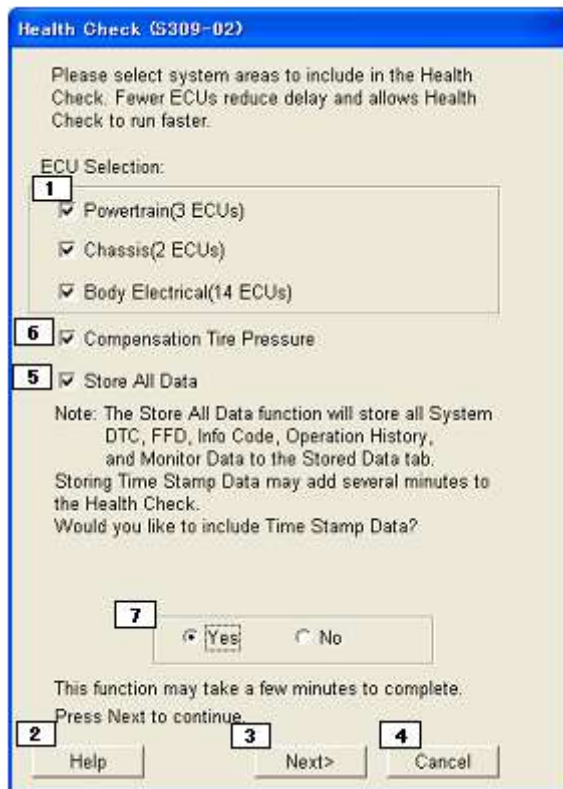 Health Check (S309-02)
Please select system areas to include in the Health
Check. Fewer ECUs reduce delay and allows Health
Check to run faster.
ECU Selection:
1
Powertrain(3 ECUs)
Chassis(2 ECUs)
Body Electrical(14 ECUs)
6 Compensation Tire Pressure
5 Store All Data
Note: The Store All Data function will store all System
DTC, FFD, Info Code, Operation History,
and Monitor Data to the Stored Data tab.
Storing Time Stamp Data may add several minutes to
the Health Check.
Would you like to include Time Stamp Data?
7
Yes No
This function may take a few minutes to complete.
Press Next to continue.
2 3 4
Help Next> Cancel